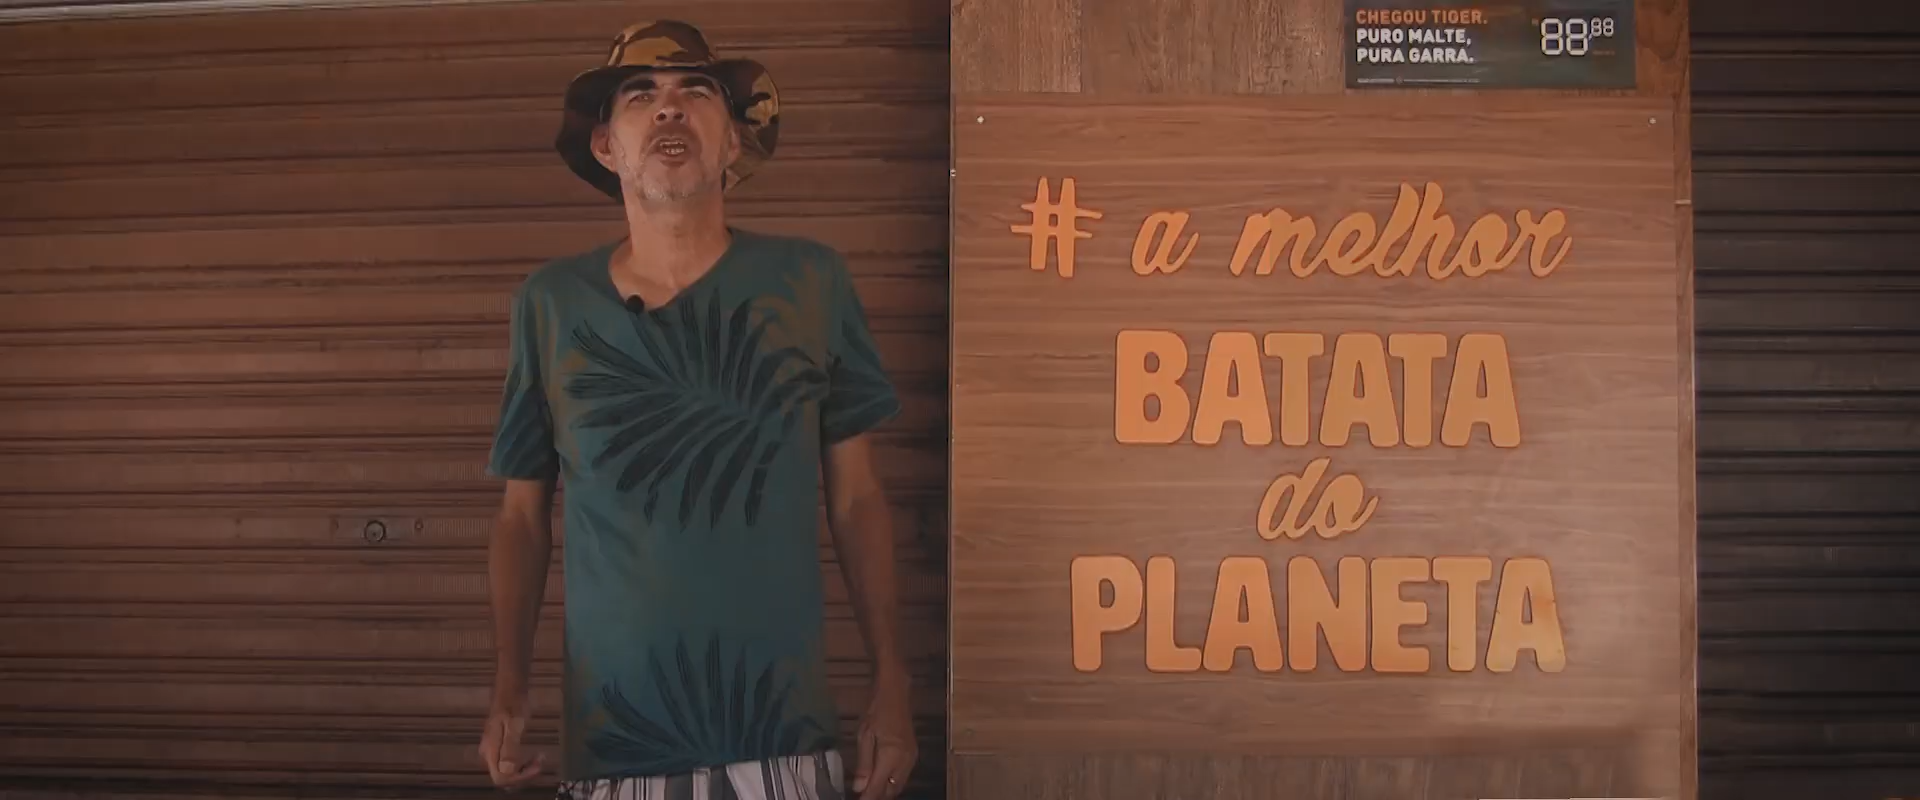 CHEGOU TIGER.
PURO MALTE,
PURA GARRA.
88,88
# a melhor
BATATA
do
PLANETA